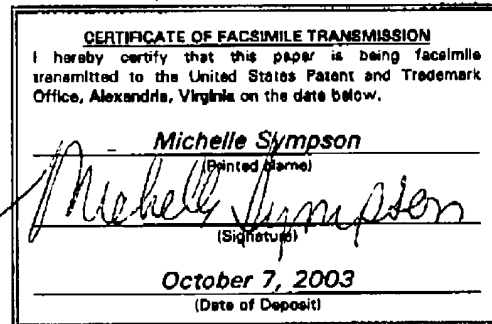 CERTIFICATE OF FACSIMILE TRANSMISSION
I hereby certify that this paper is being facsimile
transmitted to the United States Patent and Trademark
Office, Alexandria, Virginia on the date below.
Michelle Sympson
(Printed Name)
Michelle Sympson
(Signature)
October 7, 2003
(Date of Deposit)